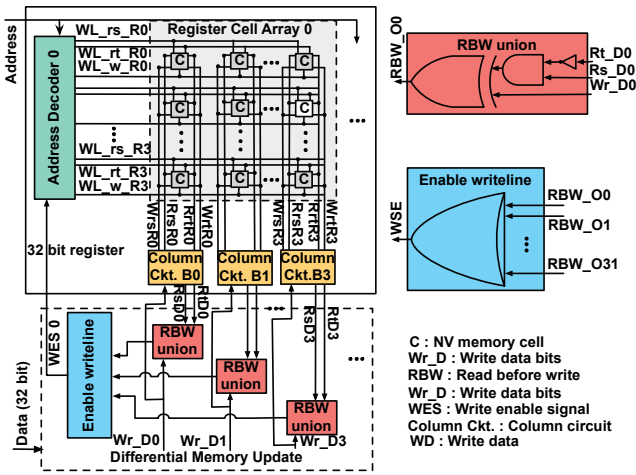 Address
WL_rs_R0
WL_rt_R0
WL_w_R0
WL_rs_R3
WL_rt_R3
WL_w_R3
Address Decoder 0
Register Cell Array 0
C
C
C
C
C
C
C
C
C
WrsR0
RrsR0
RrtR0
WrtR0
WrsR3
RrsR3
RrtR3
WrtR3
32 bit register
Column
Ckt. B0
Column
Ckt. B1
Column
Ckt.B3
RsD0
RtD0
RsD3
RtD3
WES 0
Data (32 bit)
Enable writeline
RBW
union
RBW
union
RBW
union
Wr_D0
Wr_D1
Wr_D3
Differential Memory Update
RBW_O0
RBW union
Rt_D0
Rs_D0
Wr_D0
WSE
Enable writeline
RBW_O0
RBW_O1
RBW_O31
C : NV memory cell
Wr_D : Write data bits
RBW : Read before write
Wr_D : Write data bits
WES : Write enable signal
Column Ckt. : Column circuit
WD : Write data